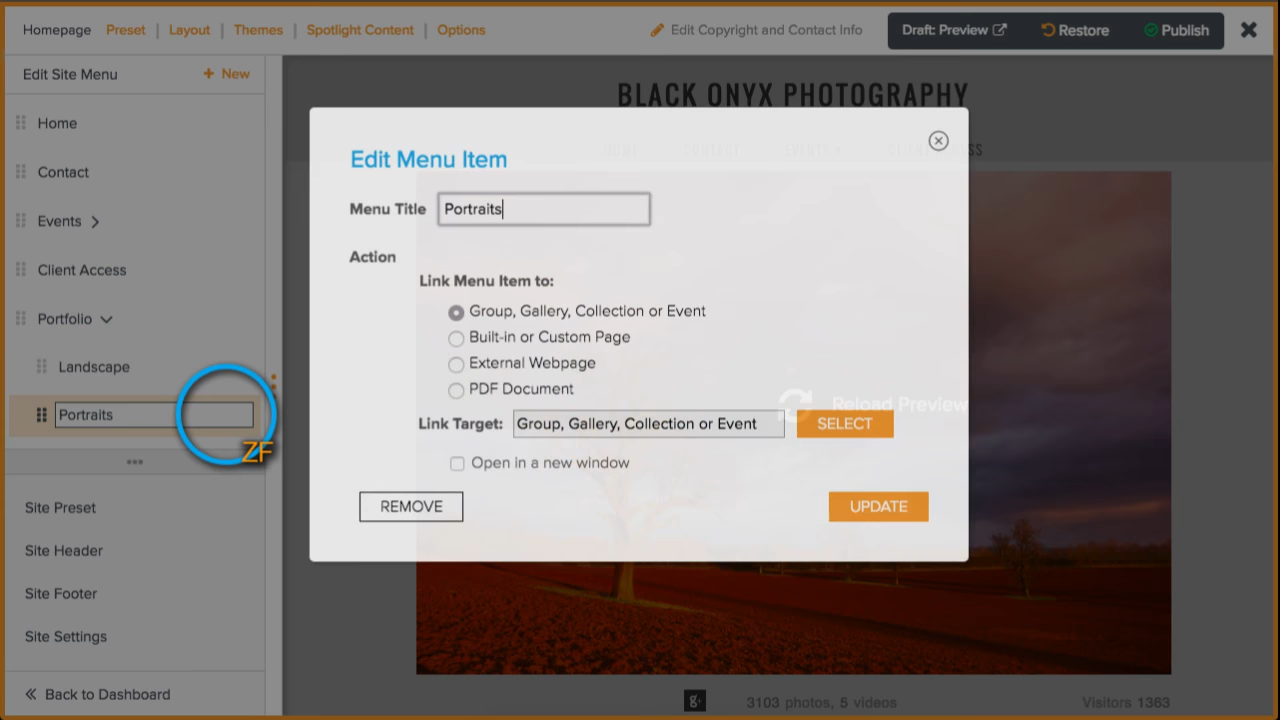 Homepage Preset | Layout | Themes | Spotlight Content | Options Edit Copyright and Contact Info Draft: Preview Restore Publish
Edit Site Menu + New
BLACK ONYX PHOTOGRAPHY
Home
Contact
Events
Client Access
Portfolio
Landscape
Portraits
ZF
Site Preset
Site Header
Site Footer
Site Settings
Back to Dashboard
HOME CONTACT EVENTS
Edit Menu Item
Menu Title Portraits
Action
Link Menu Item to:
Group, Gallery, Collection or Event
Built-in or Custom Page
External Webpage
PDF Document
Reload Preview
Link Target: Group, Gallery, Collection or Event SELECT
Open in a new window
REMOVE UPDATE
g+ 3103 photos, 5 videos Visitors 1363